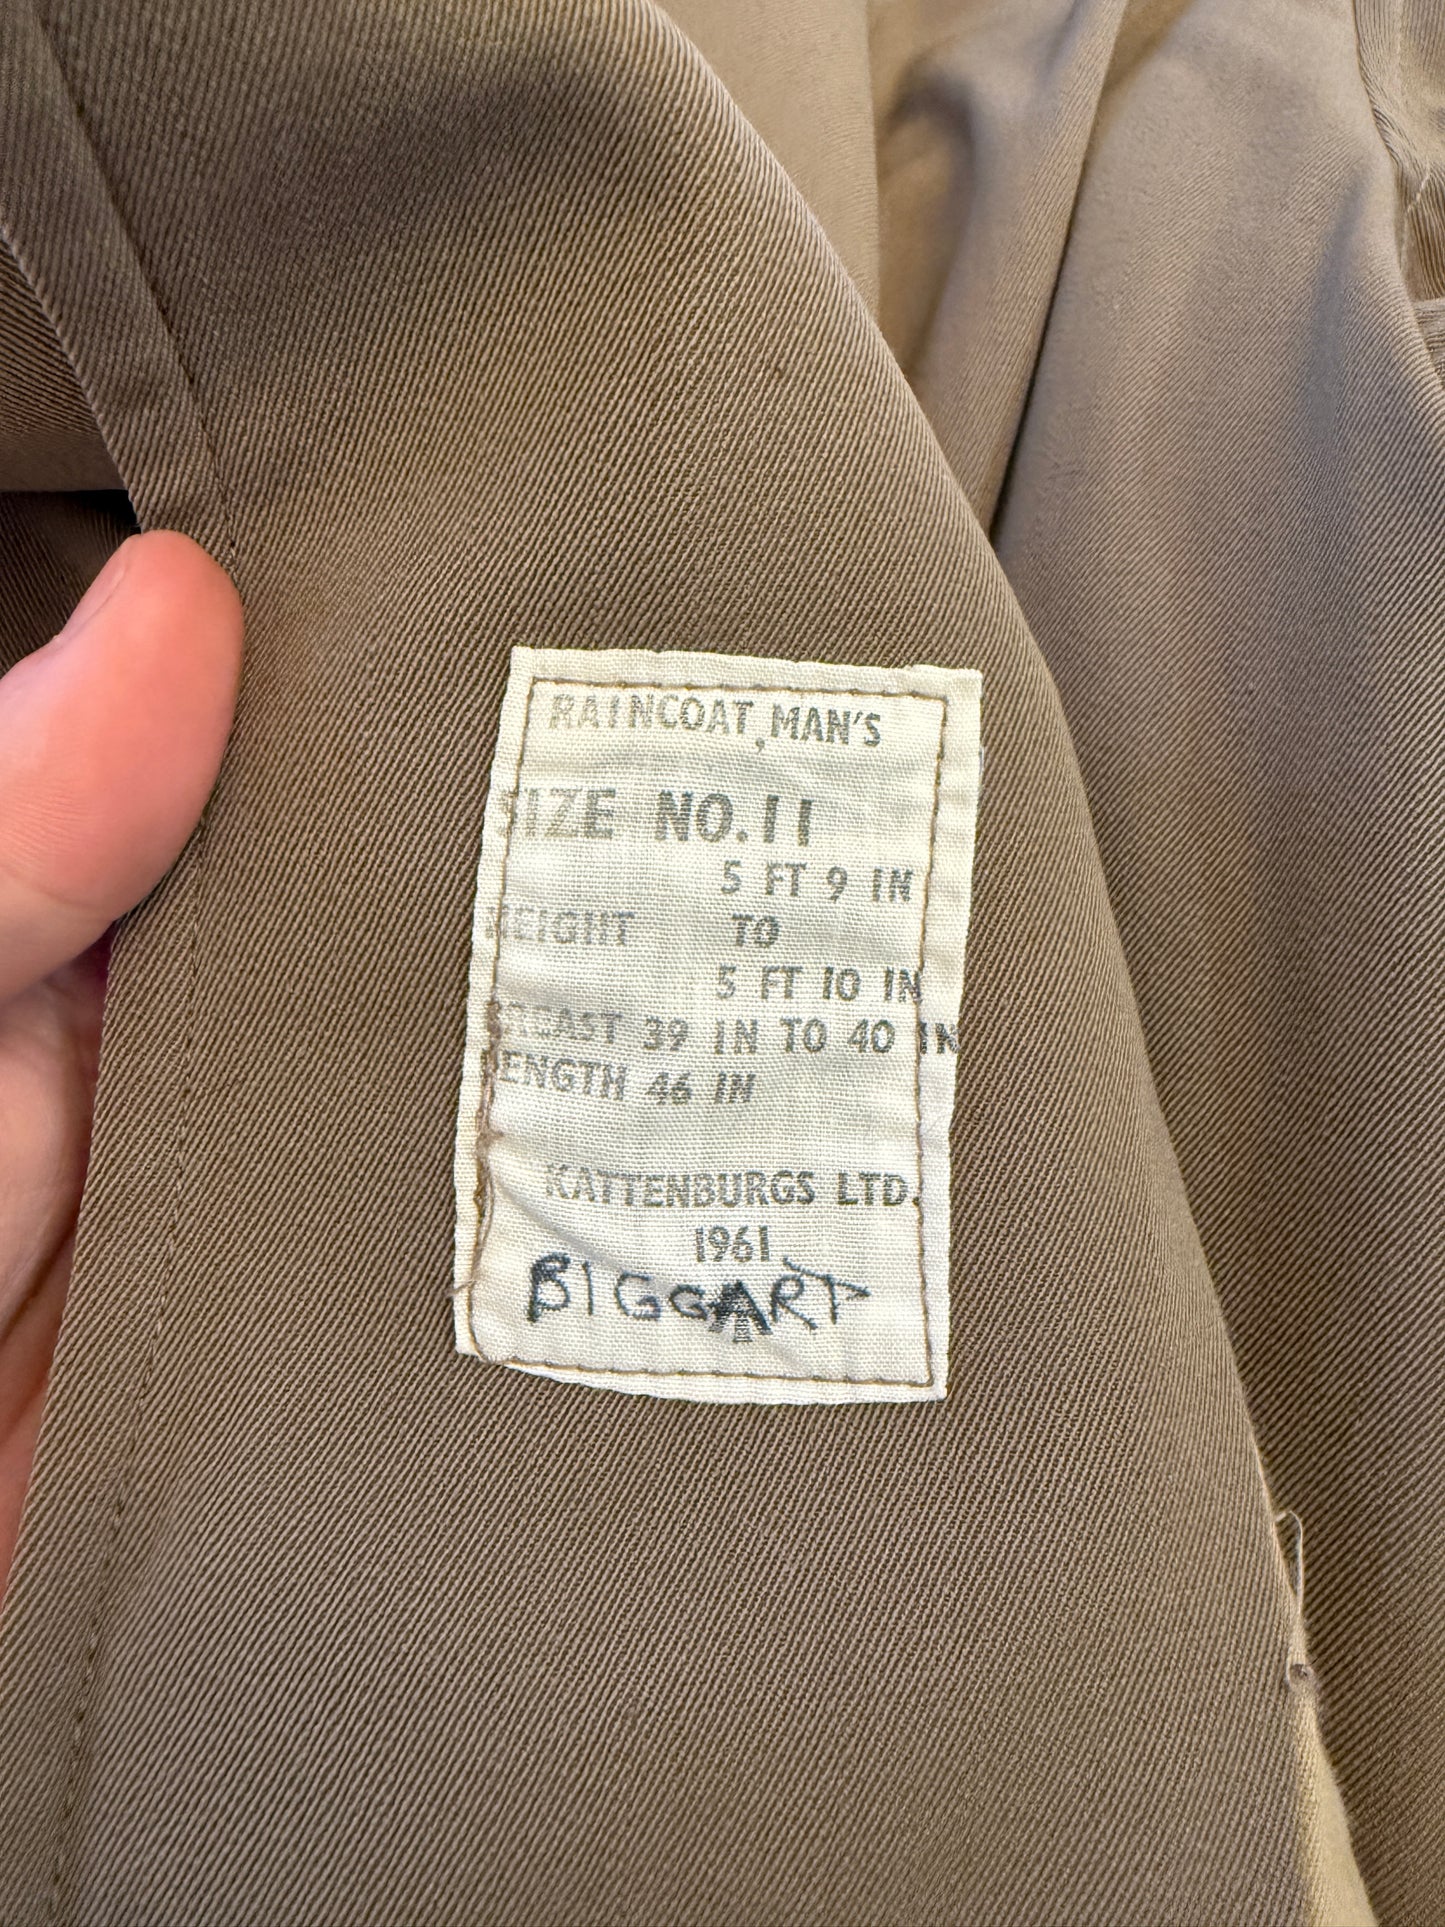 RAINCOAT, MAN'S
SIZE NO. 11
5 FT 9 IN
HEIGHT TO
5 FT 10 IN
BREAST 39 IN TO 40 IN
LENGTH 46 IN
KATTENBURGS LTD.
1961
BIGGART